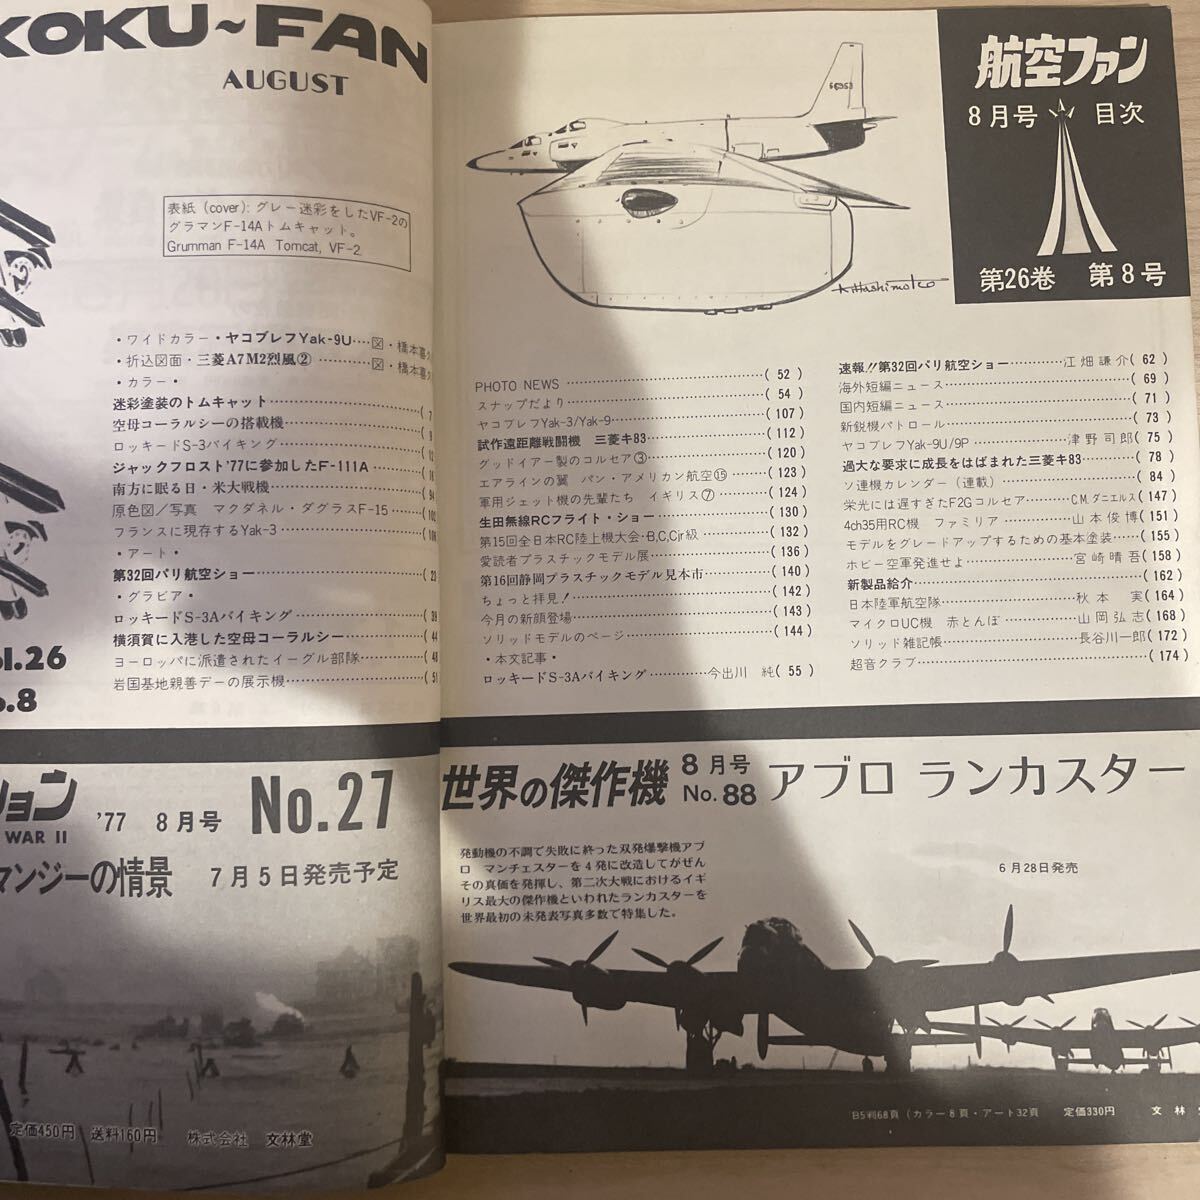 KOKU~FAN
AUGUST
表紙 (cover): グレー迷彩をしたVF-2の
グラマンF-14Aトムキャット。
Grumman F-14A Tomcat, VF-2
・ワイドカラー・ヤコブレフYak-9U‥‥図・橋本喜久
・折込図面・三菱A7M2烈風②‥‥‥‥図・橋本喜
・カラー・
迷彩塗装のトムキャット‥‥‥‥( 7
空母コーラルシーの搭載機‥‥‥‥( 9
ロッキードS-3バイキング‥‥‥‥
ジャックフロスト'77に参加したF-111A‥‥( 16
南方に眠る日・米大戦機‥‥‥‥( 94
原色図/写真 マクダネル・ダグラスF-15‥‥(
フランスに現存するYak-3‥‥‥‥( 106
・アート・
第32回パリ航空ショー‥‥‥‥( 23
・グラビア・
ロッキードS-3Aバイキング‥‥‥‥( 39
横須賀に入港した空母コーラルシー‥‥‥‥( 44
ヨーロッパに派遣されたイーグル部隊‥‥‥‥( 48
岩国基地親善デーの展示機‥‥‥‥( 51
ol.26
o.8
66353
K.Hashimoto
航空ファン
8月号 目次
第26巻 第8号
PHOTO NEWS ‥‥‥‥( 52 )
スナップだより‥‥‥‥( 54 )
ヤコブレフYak-3/Yak-9‥‥‥‥( 107 )
試作遠距離戦闘機 三菱キ83‥‥‥‥( 112 )
グッドイアー製のコルセア③‥‥‥‥( 120 )
エアラインの翼 パン・アメリカン航空⑮‥‥( 123 )
軍用ジェット機の先輩たち イギリス⑦‥‥( 124 )
生田無線RCフライト・ショー‥‥‥‥( 130 )
第15回全日本RC陸上機大会・B,C,Cjr級‥‥( 132 )
愛読者プラスチックモデル展‥‥‥‥( 136 )
第16回静岡プラスチックモデル見本市‥‥‥‥( 140 )
ちょっと拝見!‥‥‥‥( 142 )
今月の新顔登場‥‥‥‥( 143 )
ソリッドモデルのページ‥‥‥‥( 144 )
・本文記事・
ロッキードS-3Aバイキング‥‥‥‥今出川 純( 55 )
速報!!第32回パリ航空ショー‥‥‥‥江畑謙介( 62 )
海外短編ニュース‥‥‥‥( 69 )
国内短編ニュース‥‥‥‥( 71 )
新鋭機パトロール‥‥‥‥( 73 )
ヤコブレフYak-9U/9P‥‥‥‥津野司郎( 75 )
過大な要求に成長をはばまれた三菱キ83‥‥‥‥( 78 )
ソ連機カレンダー(連載)‥‥‥‥( 84 )
栄光には遅すぎたF2Gコルセア‥‥C.M.ダニエルス( 147 )
4ch35用RC機 ファミリア‥‥‥‥山本俊博( 151 )
モデルをグレードアップするための基本塗装‥‥( 155 )
ホビー空軍発進せよ‥‥‥‥宮崎晴吾( 158 )
新製品紹介‥‥‥‥( 162 )
日本陸軍航空隊‥‥‥‥秋本 実( 164 )
マイクロUC機 赤とんぼ‥‥‥‥山岡弘志( 168 )
ソリッド雑記帳‥‥‥‥長谷川一郎( 172 )
超音クラブ‥‥‥‥( 174 )
ション
WAR II
'77 8月号 No.27
マンジーの情景 7月5日発売予定
定価450円 送料160円 株式会社 文林堂
世界の傑作機 8月号 No.88 アブロ ランカスター
発動機の不調で失敗に終った双発爆撃機アブ
ロ マンチェスターを4発に改造してがぜん
その真価を発揮し、第二次大戦におけるイギ
リス最大の傑作機といわれたランカスターを
世界最初の未発表写真多数で特集した。
6月28日発売
B5判68頁(カラー8頁・アート32頁 定価330円 文林